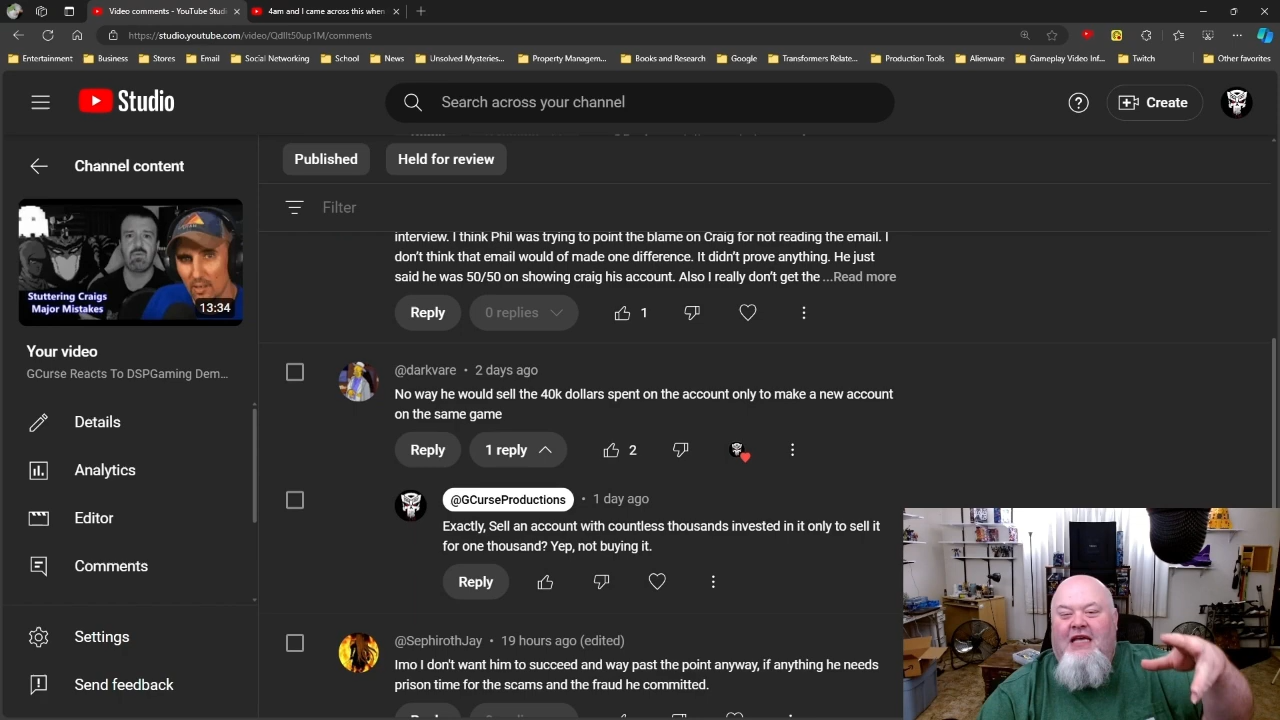 Video comments - YouTube Studi
4am and I came across this when
https://studio.youtube.com/video/QdlIt50up1M/comments
Entertainment
Business
Stores
Email
Social Networking
School
News
Unsolved Mysteries...
Property Managem...
Books and Research
Google
Transformers Relate...
Production Tools
Alienware
Gameplay Video Inf...
Twitch
Other favorites
Studio
Search across your channel
Create
Channel content
Stuttering Craigs
Major Mistakes
13:34
Your video
GCurse Reacts To DSPGaming Dem...
Details
Analytics
Editor
Comments
Settings
Send feedback
Published
Held for review
Filter
interview. I think Phil was trying to point the blame on Craig for not reading the email. I
don't think that email would of made one difference. It didn't prove anything. He just
said he was 50/50 on showing craig his account. Also I really don't get the ...Read more
Reply
0 replies
1
@darkvare • 2 days ago
No way he would sell the 40k dollars spent on the account only to make a new account
on the same game
Reply
1 reply
2
@GCurseProductions • 1 day ago
Exactly, Sell an account with countless thousands invested in it only to sell it
for one thousand? Yep, not buying it.
Reply
@SephirothJay • 19 hours ago (edited)
Imo I don't want him to succeed and way past the point anyway, if anything he needs
prison time for the scams and the fraud he committed.